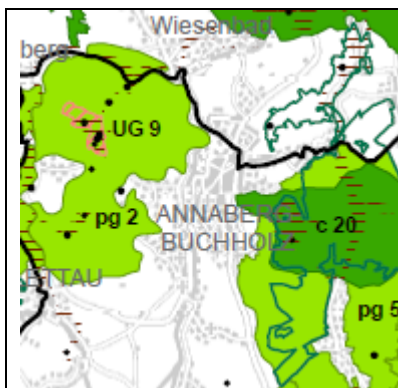 Wiesenbad
berg
UG 9
pg 2
ANNABERG
BUCHHOLZ
c 20
ETTAU
pg 5